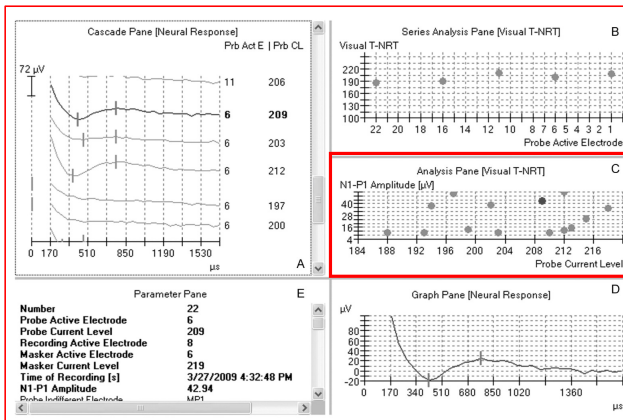 Cascade Pane [Neural Response]
Prb Act E | Prb CL
72 µV
11 206
6 209
6 203
6 212
6 197
6 200
0 170 510 850 1190 1530
µs
A
Series Analysis Pane [Visual T-NRT]
B
Visual T-NRT
220
190
160
130
100
22 20 18 16 14 12 10 8 7 6 5 4 3 2 1
Probe Active Electrode
Analysis Pane [Visual T-NRT]
C
N1-P1 Amplitude [µV]
40
28
16
4
184 188 192 196 200 204 208 212 216
Probe Current Level
Parameter Pane
E
Number 22
Probe Active Electrode 6
Probe Current Level 209
Recording Active Electrode 8
Masker Active Electrode 6
Masker Current Level 219
Time of Recording [s] 3/27/2009 4:32:48 PM
N1-P1 Amplitude 42.94
Probe Indifferent Electrode MP1
Graph Pane [Neural Response]
D
µV
80
60
40
20
0
-20
0 170 340 510 680 850 1020 1360
µs